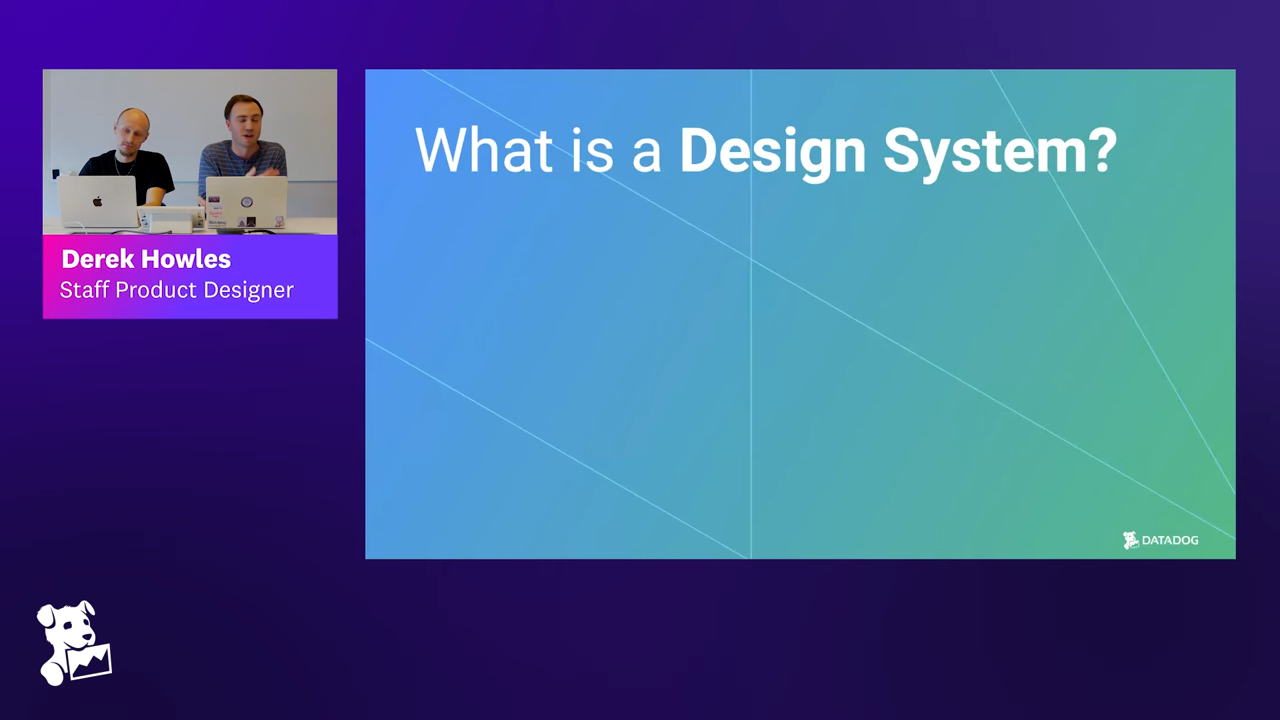 Derek Howles
Staff Product Designer
What is a Design System?
DATADOG